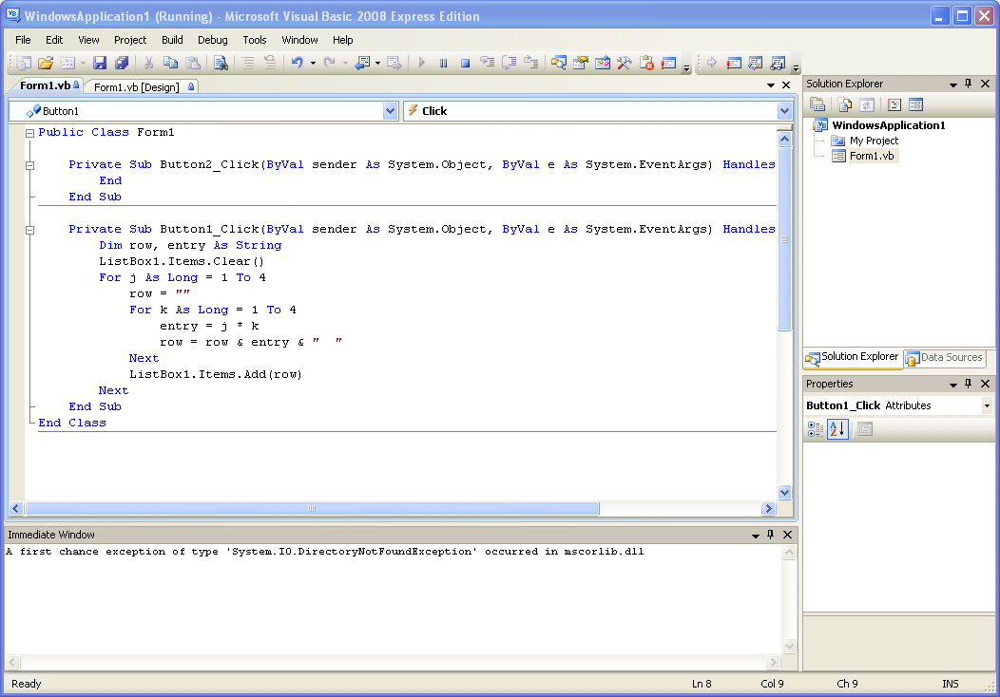 WindowsApplication1 (Running) - Microsoft Visual Basic 2008 Express Edition
File Edit View Project Build Debug Tools Window Help
Form1.vb Form1.vb [Design]
Button1 Click
Public Class Form1
Private Sub Button2_Click(ByVal sender As System.Object, ByVal e As System.EventArgs) Handles
End
End Sub
Private Sub Button1_Click(ByVal sender As System.Object, ByVal e As System.EventArgs) Handles
Dim row, entry As String
ListBox1.Items.Clear()
For j As Long = 1 To 4
row = ""
For k As Long = 1 To 4
entry = j * k
row = row & entry & "  "
Next
ListBox1.Items.Add(row)
Next
End Sub
End Class
Solution Explorer
WindowsApplication1
My Project
Form1.vb
Solution Explorer Data Sources
Properties
Button1_Click Attributes
Immediate Window
A first chance exception of type 'System.IO.DirectoryNotFoundException' occurred in mscorlib.dll
Ready Ln 8 Col 9 Ch 9 INS